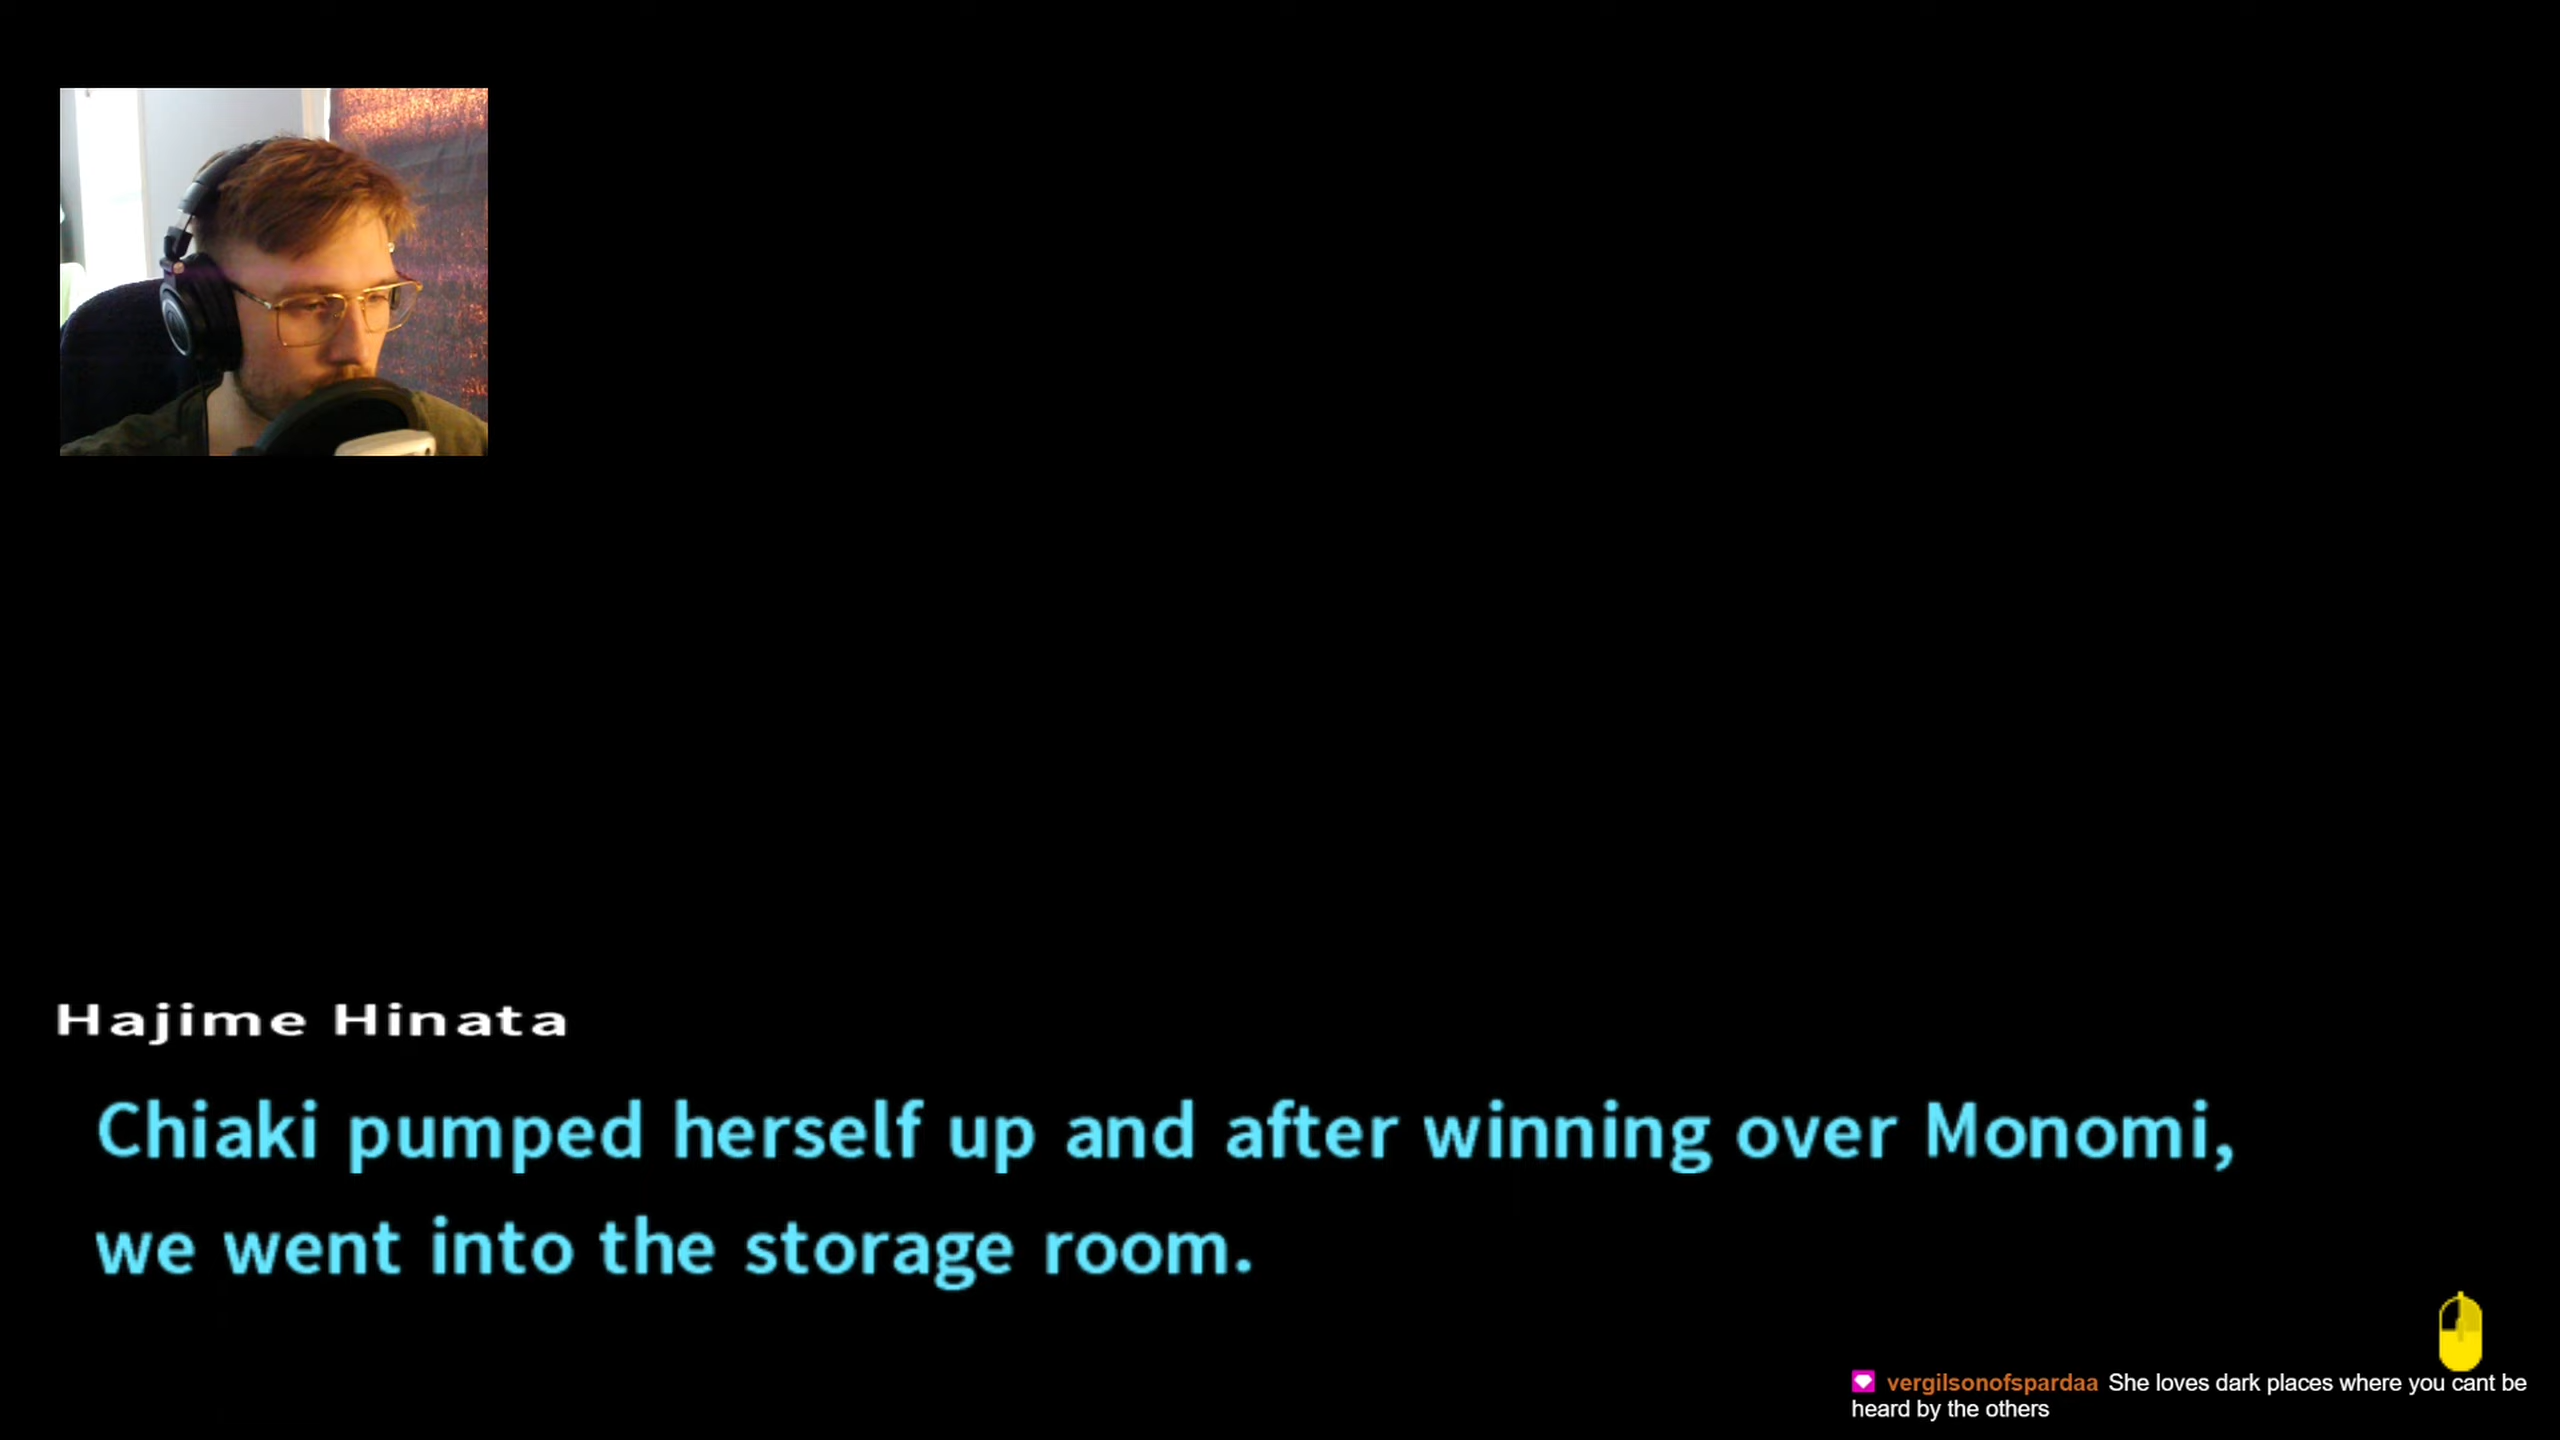 Hajime Hinata
Chiaki pumped herself up and after winning over Monomi,
we went into the storage room.
vergilsonofspardaa She loves dark places where you cant be
heard by the others